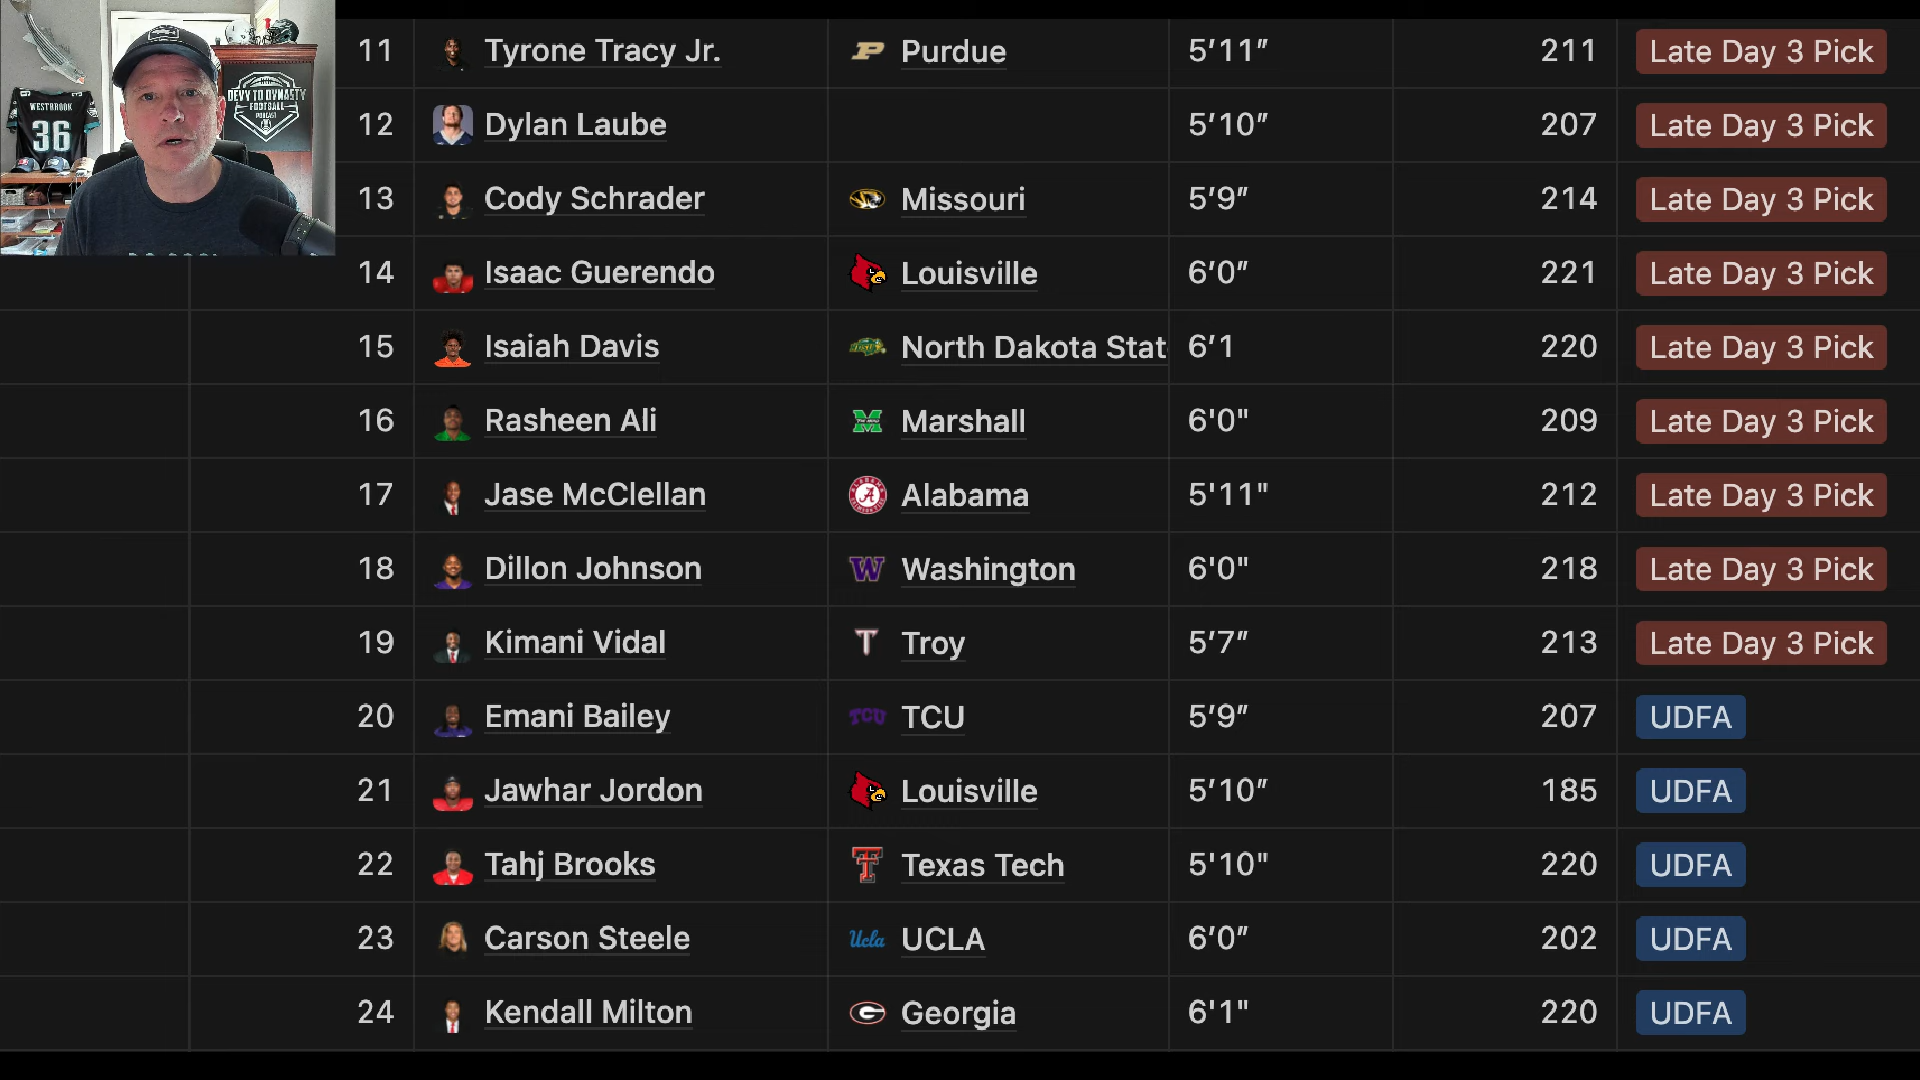 WESTBROOK
36
DEVY TO DYNASTY
FOOTBALL
PODCAST
11 Tyrone Tracy Jr. Purdue 5′11″ 211 Late Day 3 Pick
12 Dylan Laube 5′10″ 207 Late Day 3 Pick
13 Cody Schrader Missouri 5′9″ 214 Late Day 3 Pick
14 Isaac Guerendo Louisville 6′0″ 221 Late Day 3 Pick
15 Isaiah Davis North Dakota Stat 6'1 220 Late Day 3 Pick
16 Rasheen Ali Marshall 6'0" 209 Late Day 3 Pick
17 Jase McClellan Alabama 5'11" 212 Late Day 3 Pick
18 Dillon Johnson Washington 6'0" 218 Late Day 3 Pick
19 Kimani Vidal Troy 5′7″ 213 Late Day 3 Pick
20 Emani Bailey TCU TCU 5′9″ 207 UDFA
21 Jawhar Jordon Louisville 5′10″ 185 UDFA
22 Tahj Brooks Texas Tech 5'10" 220 UDFA
23 Carson Steele Ucla UCLA 6′0″ 202 UDFA
24 Kendall Milton Georgia 6'1" 220 UDFA